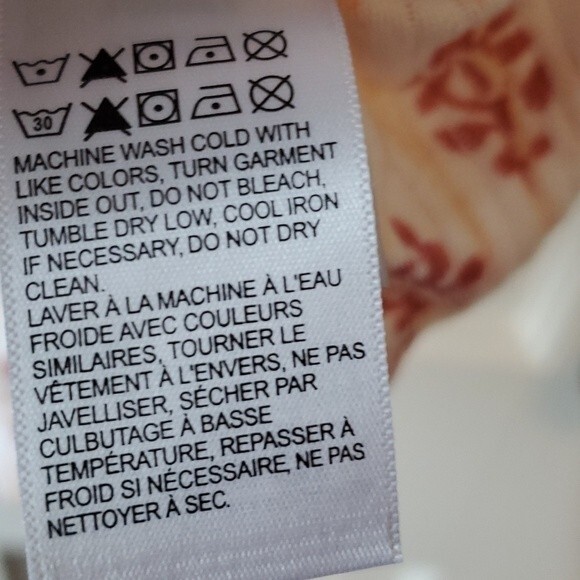 30
MACHINE WASH COLD WITH
LIKE COLORS, TURN GARMENT
INSIDE OUT, DO NOT BLEACH,
TUMBLE DRY LOW, COOL IRON
IF NECESSARY, DO NOT DRY
CLEAN.
LAVER À LA MACHINE À L'EAU
FROIDE AVEC COULEURS
SIMILAIRES, TOURNER LE
VÊTEMENT À L'ENVERS, NE PAS
JAVELLISER, SÉCHER PAR
CULBUTAGE À BASSE
TEMPÉRATURE, REPASSER À
FROID SI NÉCESSAIRE, NE PAS
NETTOYER À SEC.